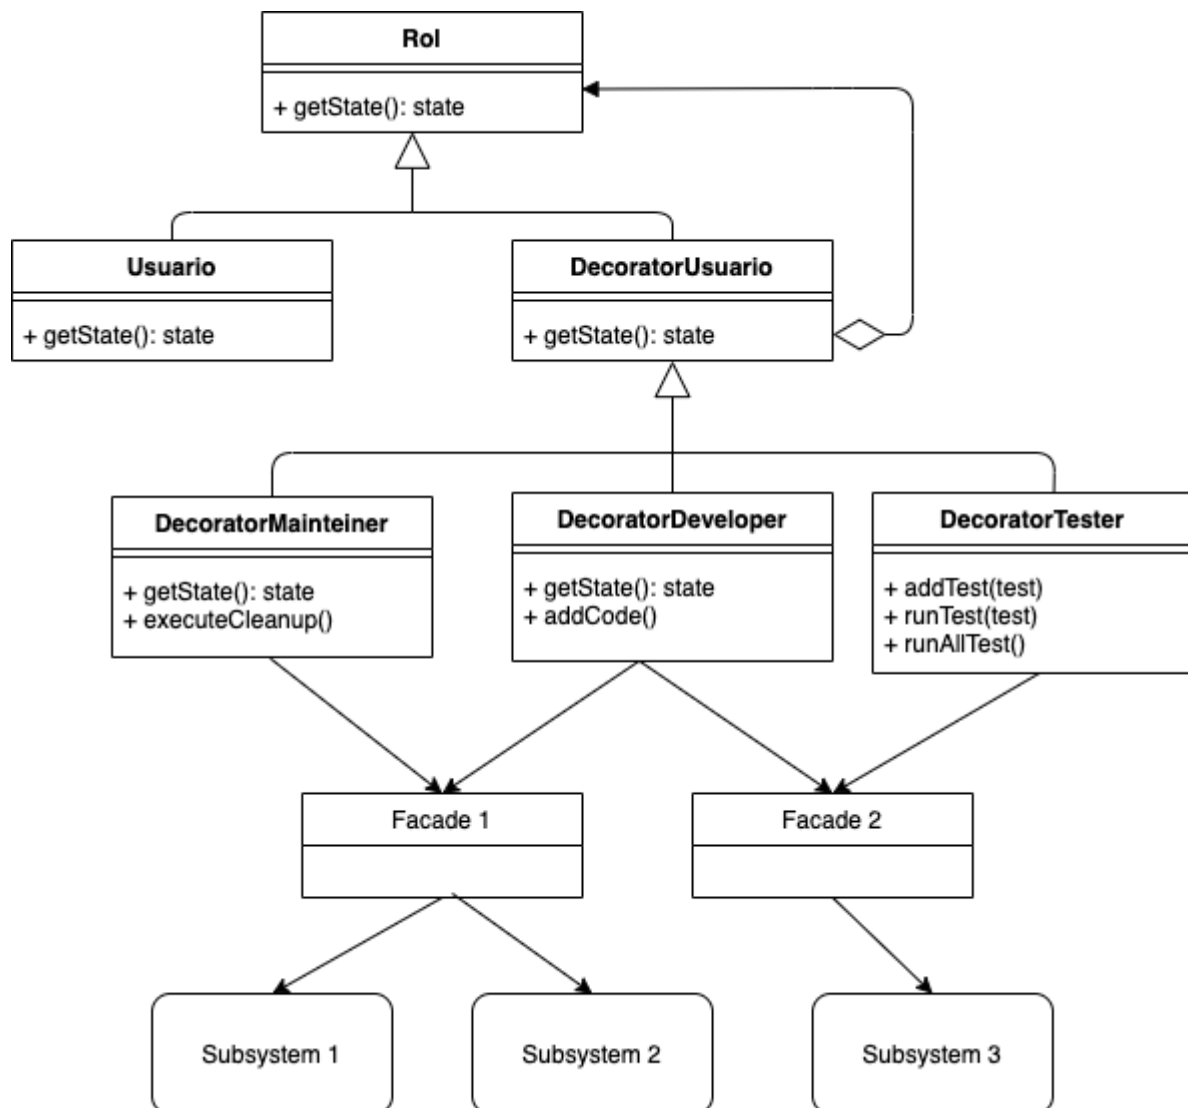 Rol
+ getState(): state
Usuario
+ getState(): state
DecoratorUsuario
+ getState(): state
DecoratorMainteiner
+ getState(): state
+ executeCleanup()
DecoratorDeveloper
+ getState(): state
+ addCode()
DecoratorTester
+ addTest(test)
+ runTest(test)
+ runAllTest()
Facade 1
Facade 2
Subsystem 1
Subsystem 2
Subsystem 3